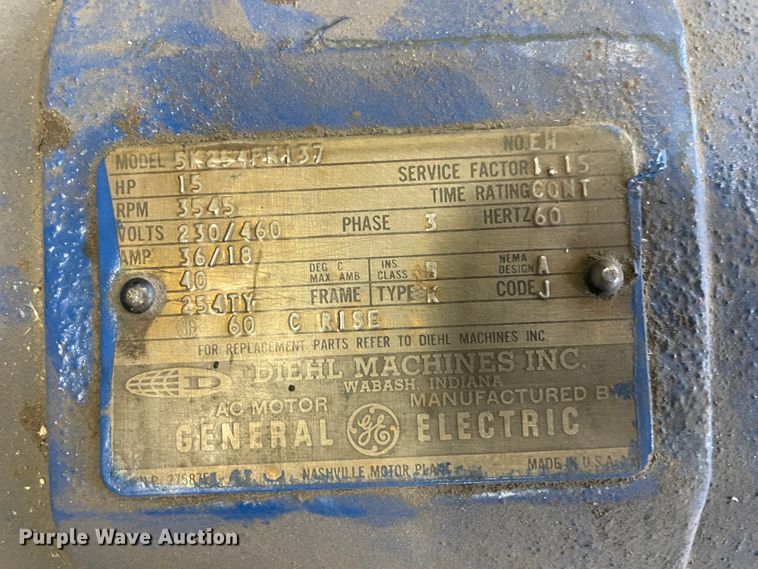 MODEL 5K254FK137 NO. EH
HP 15 SERVICE FACTOR 1.15
RPM 3545 TIME RATING CONT
VOLTS 230/460 PHASE 3 HERTZ 60
AMP 36/18
40 DEG C MAX. AMB. INS. CLASS B NEMA DESIGN A
254TY FRAME TYPE K CODE J
60 C RISE
FOR REPLACEMENT PARTS REFER TO DIEHL MACHINES INC.
D DIEHL MACHINES INC.
WABASH, INDIANA
AC MOTOR MANUFACTURED BY
GENERAL GE ELECTRIC
N.P. NASHVILLE MOTOR PLANT MADE IN U.S.A.
Purple Wave Auction